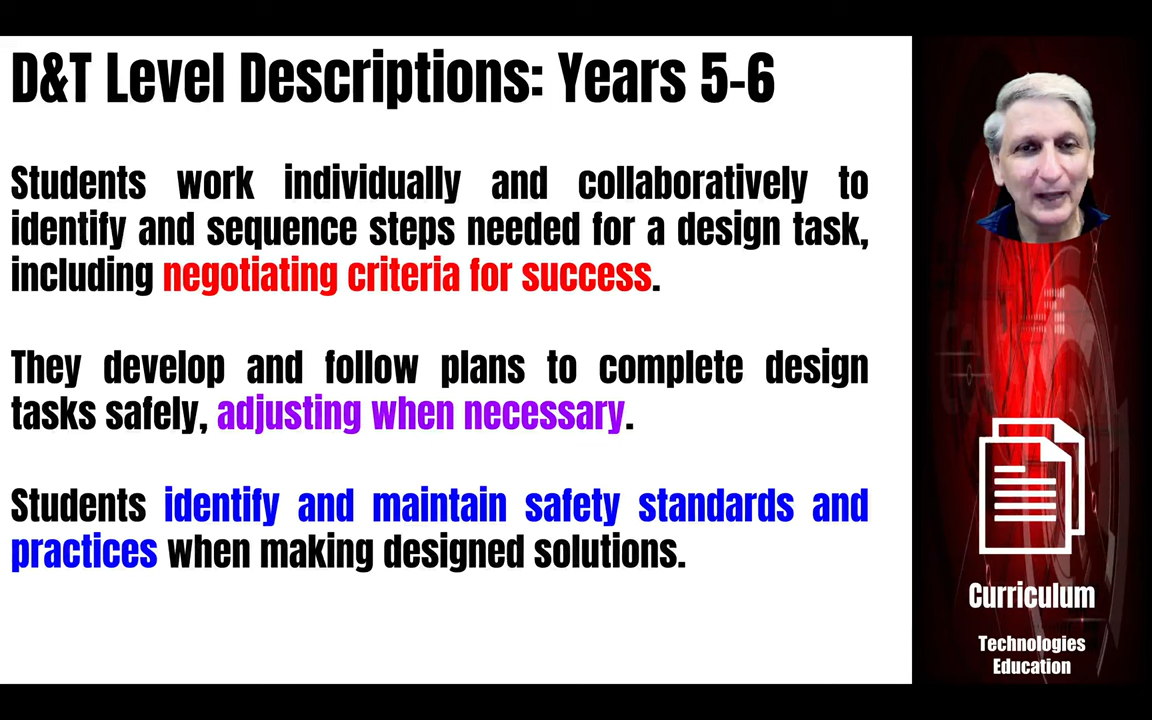 D&T Level Descriptions: Years 5-6
Students work individually and collaboratively to
identify and sequence steps needed for a design task,
including negotiating criteria for success.
They develop and follow plans to complete design
tasks safely, adjusting when necessary.
Students identify and maintain safety standards and
practices when making designed solutions.
Curriculum
Technologies
Education